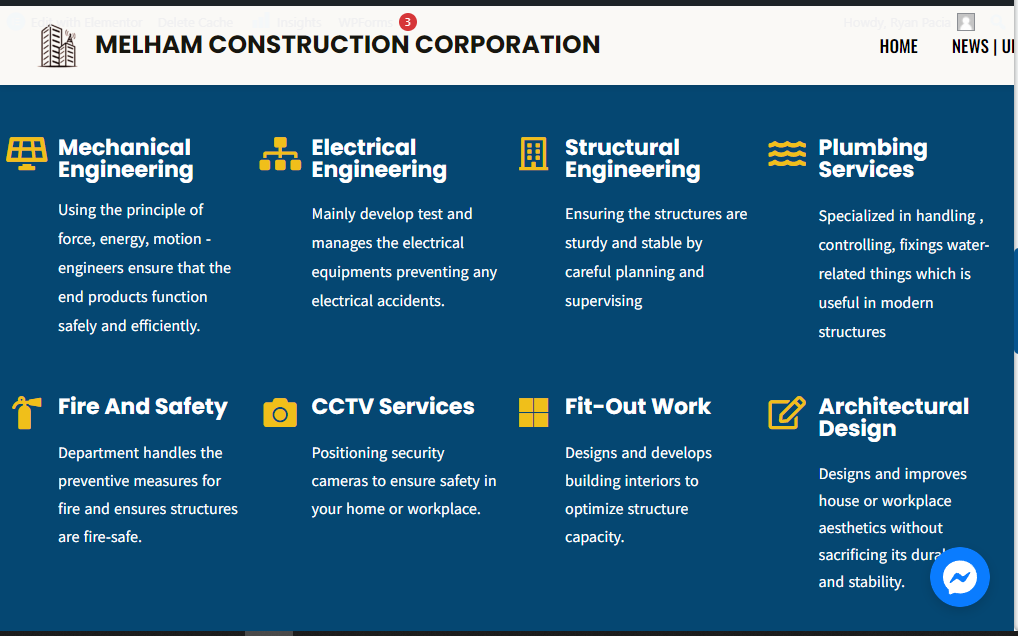 Edit with Elementor Delete Cache Insights WPForms 3 Howdy, Ryan Pacia
MELHAM CONSTRUCTION CORPORATION
HOME NEWS |
Mechanical
Engineering
Using the principle of
force, energy, motion -
engineers ensure that the
end products function
safely and efficiently.
Electrical
Engineering
Mainly develop test and
manages the electrical
equipments preventing any
electrical accidents.
Structural
Engineering
Ensuring the structures are
sturdy and stable by
careful planning and
supervising
Plumbing
Services
Specialized in handling ,
controlling, fixings water-
related things which is
useful in modern
structures
Fire And Safety
Department handles the
preventive measures for
fire and ensures structures
are fire-safe.
CCTV Services
Positioning security
cameras to ensure safety in
your home or workplace.
Fit-Out Work
Designs and develops
building interiors to
optimize structure
capacity.
Architectural
Design
Designs and improves
house or workplace
aesthetics without
sacrificing its
and stability.